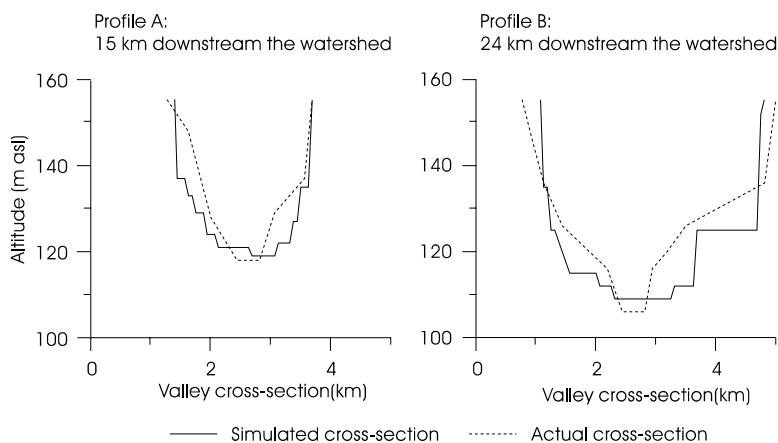 Profile A:
15 km downstream the watershed
Profile B:
24 km downstream the watershed
160
140
120
100
Altitude (m asl)
0
2
4
Valley cross-section(km)
160
140
120
100
0
2
4
Valley cross-section(km)
Simulated cross-section
Actual cross-section